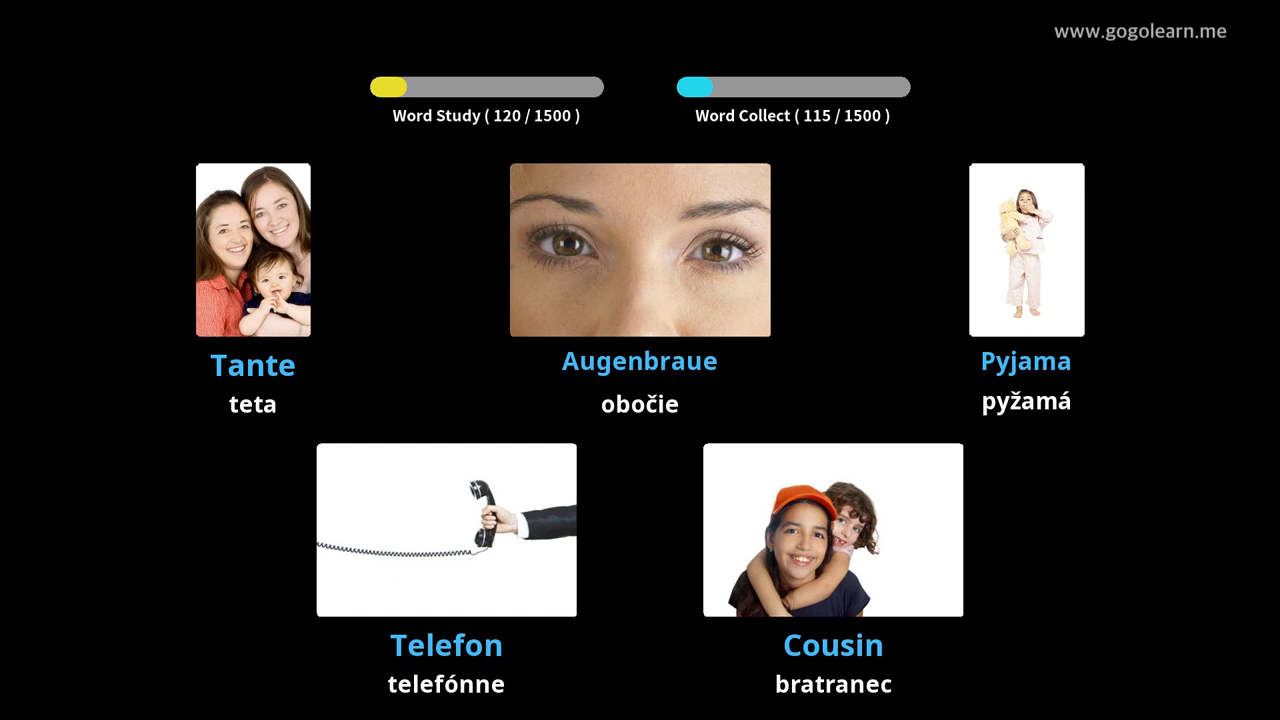 www.gogolearn.me
Word Study ( 120 / 1500 )
Word Collect ( 115 / 1500 )
Tante
teta
Augenbraue
obočie
Pyjama
pyžamá
Telefon
telefónne
Cousin
bratranec